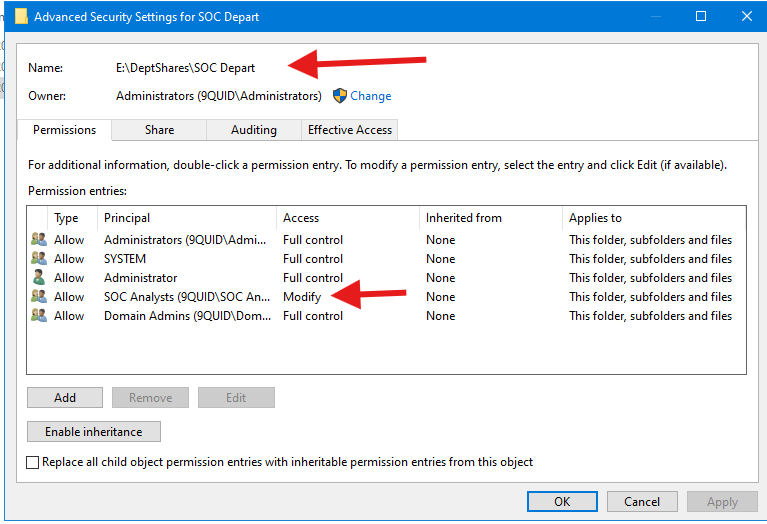 Advanced Security Settings for SOC Depart
Name: E:\DeptShares\SOC Depart
Owner: Administrators (9QUID\Administrators) Change
Permissions Share Auditing Effective Access
For additional information, double-click a permission entry. To modify a permission entry, select the entry and click Edit (if available).
Permission entries:
Type Principal Access Inherited from Applies to
Allow Administrators (9QUID\Admi... Full control None This folder, subfolders and files
Allow SYSTEM Full control None This folder, subfolders and files
Allow Administrator Full control None This folder, subfolders and files
Allow SOC Analysts (9QUID\SOC An... Modify None This folder, subfolders and files
Allow Domain Admins (9QUID\Dom... Full control None This folder, subfolders and files
Add Remove Edit
Enable inheritance
Replace all child object permission entries with inheritable permission entries from this object
OK Cancel Apply